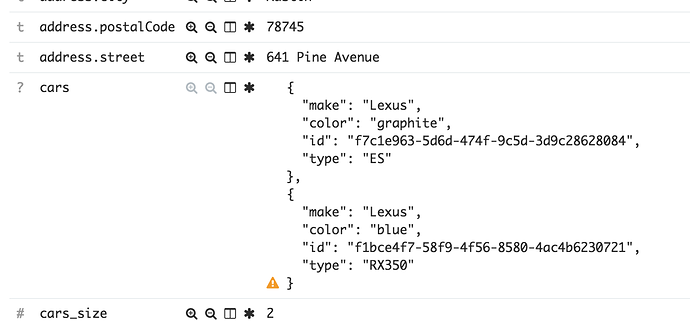 t address.postalCode 78745
t address.street 641 Pine Avenue
? cars {
"make": "Lexus",
"color": "graphite",
"id": "f7c1e963-5d6d-474f-9c5d-3d9c28628084",
"type": "ES"
},
{
"make": "Lexus",
"color": "blue",
"id": "f1bce4f7-58f9-4f56-8580-4ac4b6230721",
"type": "RX350"
}
# cars_size 2